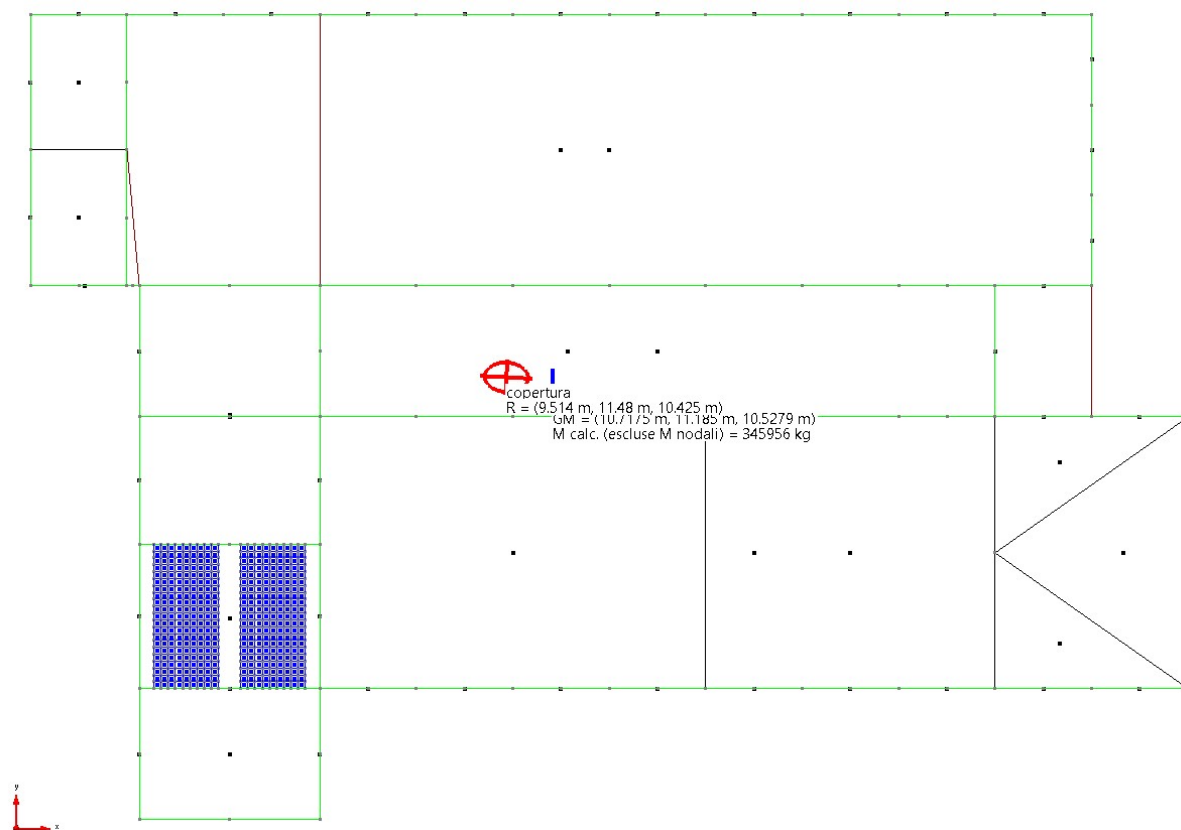 copertura
R = (9.514 m, 11.48 m, 10.425 m)
GM = (10.7175 m, 11.185 m, 10.5279 m)
M calc. (escluse M nodali) = 345956 kg
y
x